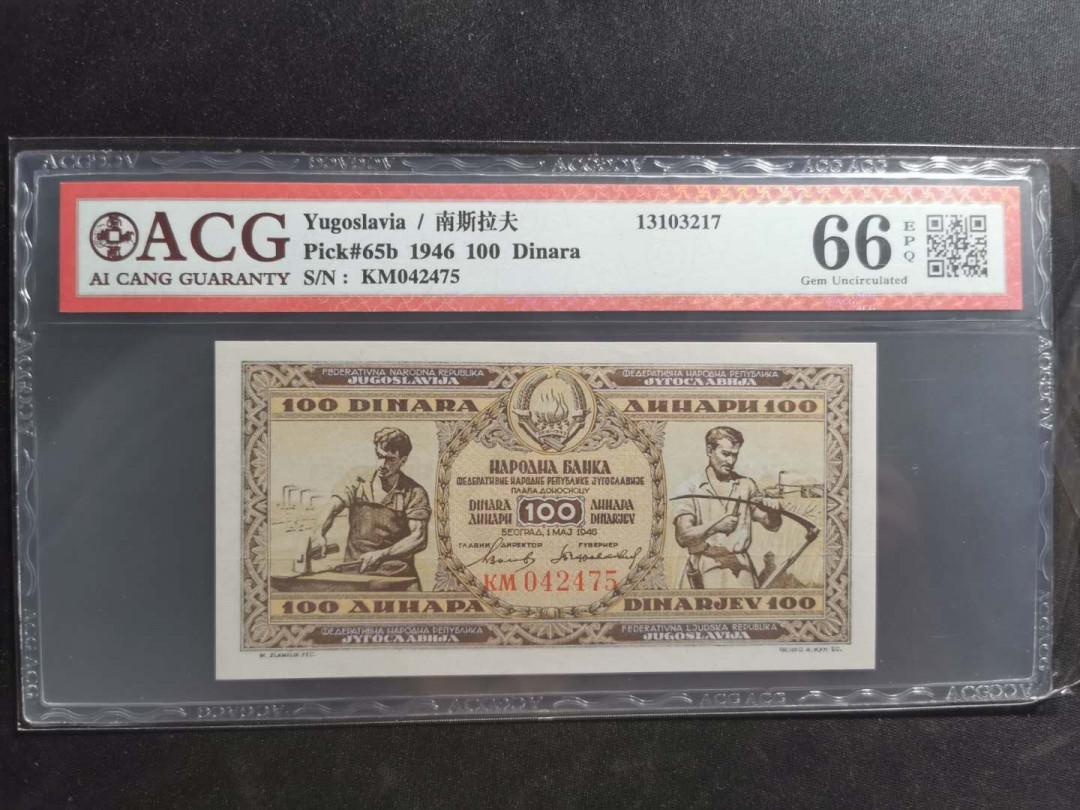 ACG
AI CANG GUARANTY
Yugoslavia / 南斯拉夫
13103217
Pick#65b 1946 100 Dinara
S/N : KM042475
66
EPQ
Gem Uncirculated
FEDERATIVNA NARODNA REPUBLIKA
JUGOSLAVIJA
ФЕДЕРАТИВНА НАРОДНА РЕПУБЛИКА
ЈУГОСЛАВИЈА
100 DINARA
ДИНАРИ 100
НАРОДНА БАНКА
ФЕДЕРАТИВНЕ НАРОДНЕ РЕПУБЛИКЕ ЈУГОСЛАВИЈЕ
ПЛАЋА ДОНОСИОЦУ
DINARA
ДИНАРИ
100
ДИНАРА
DINARJEV
БЕОГРАД, 1 МАЈ 1946
ГЛАВНИ ДИРЕКТОР
ГУВЕРНЕР
KM 042475
100 ДИНАРА
DINARJEV 100
ФЕДЕРАТИВНА НАРОДНА РЕПУБЛИКА
ЈУГОСЛАВИЈА
FEDERATIVNA LJUDSKA REPUBLIKA
JUGOSLAVIJA